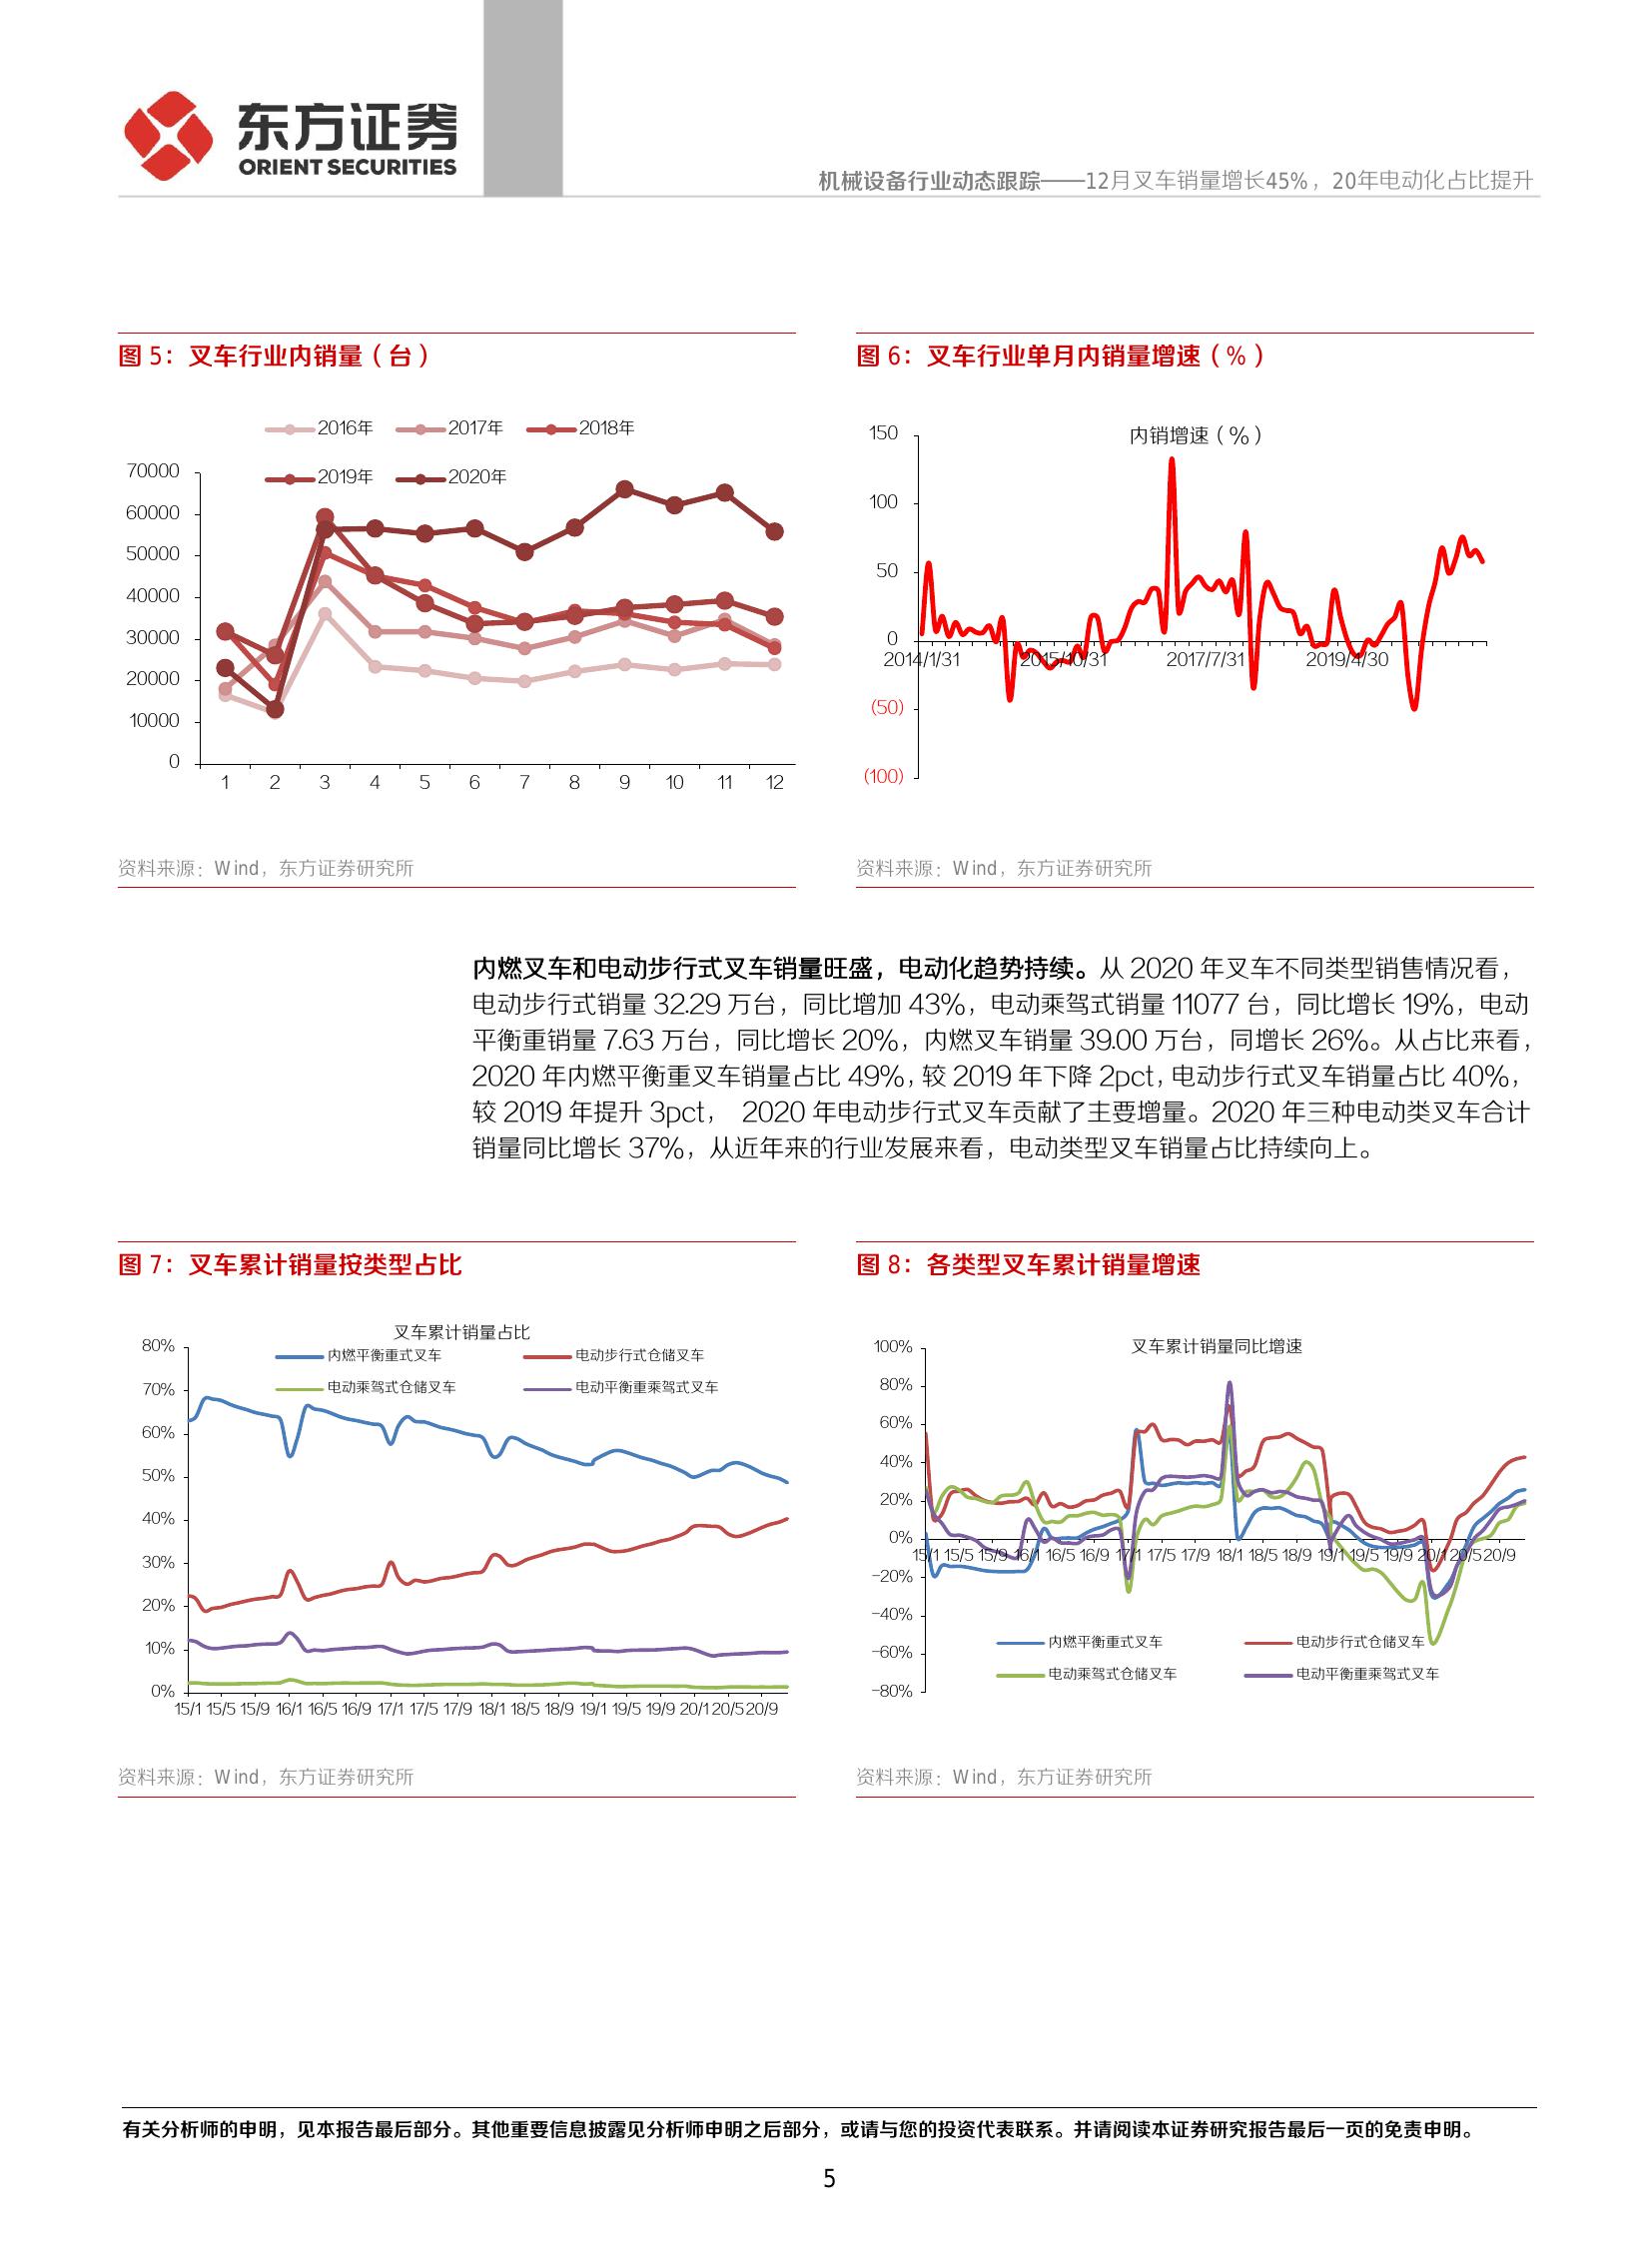 东方证券
ORIENT SECURITIES
机械设备行业动态跟踪——12月叉车销量增长45%，20年电动化占比提升
图 5：叉车行业内销量（台）
2016年 2017年 2018年
2019年 2020年
70000
60000
50000
40000
30000
20000
10000
0
1 2 3 4 5 6 7 8 9 10 11 12
资料来源：Wind，东方证券研究所
图 6：叉车行业单月内销量增速（%）
内销增速（%）
150
100
50
0
(50)
(100)
2014/1/31 2015/10/31 2017/7/31 2019/4/30
资料来源：Wind，东方证券研究所
内燃叉车和电动步行式叉车销量旺盛，电动化趋势持续。从 2020 年叉车不同类型销售情况看，
电动步行式销量 32.29 万台，同比增加 43%，电动乘驾式销量 11077 台，同比增长 19%，电动
平衡重销量 7.63 万台，同比增长 20%，内燃叉车销量 39.00 万台，同增长 26%。从占比来看，
2020 年内燃平衡重叉车销量占比 49%，较 2019 年下降 2pct，电动步行式叉车销量占比 40%，
较 2019 年提升 3pct， 2020 年电动步行式叉车贡献了主要增量。2020 年三种电动类叉车合计
销量同比增长 37%，从近年来的行业发展来看，电动类型叉车销量占比持续向上。
图 7：叉车累计销量按类型占比
叉车累计销量占比
内燃平衡重式叉车 电动步行式仓储叉车
电动乘驾式仓储叉车 电动平衡重乘驾式叉车
80%
70%
60%
50%
40%
30%
20%
10%
0%
15/1 15/5 15/9 16/1 16/5 16/9 17/1 17/5 17/9 18/1 18/5 18/9 19/1 19/5 19/9 20/1 20/5 20/9
资料来源：Wind，东方证券研究所
图 8：各类型叉车累计销量增速
叉车累计销量同比增速
100%
80%
60%
40%
20%
0%
-20%
-40%
-60%
-80%
15/1 15/5 15/9 16/1 16/5 16/9 17/1 17/5 17/9 18/1 18/5 18/9 19/1 19/5 19/9 20/1 20/5 20/9
内燃平衡重式叉车 电动步行式仓储叉车
电动乘驾式仓储叉车 电动平衡重乘驾式叉车
资料来源：Wind，东方证券研究所
有关分析师的申明，见本报告最后部分。其他重要信息披露见分析师申明之后部分，或请与您的投资代表联系。并请阅读本证券研究报告最后一页的免责申明。
5